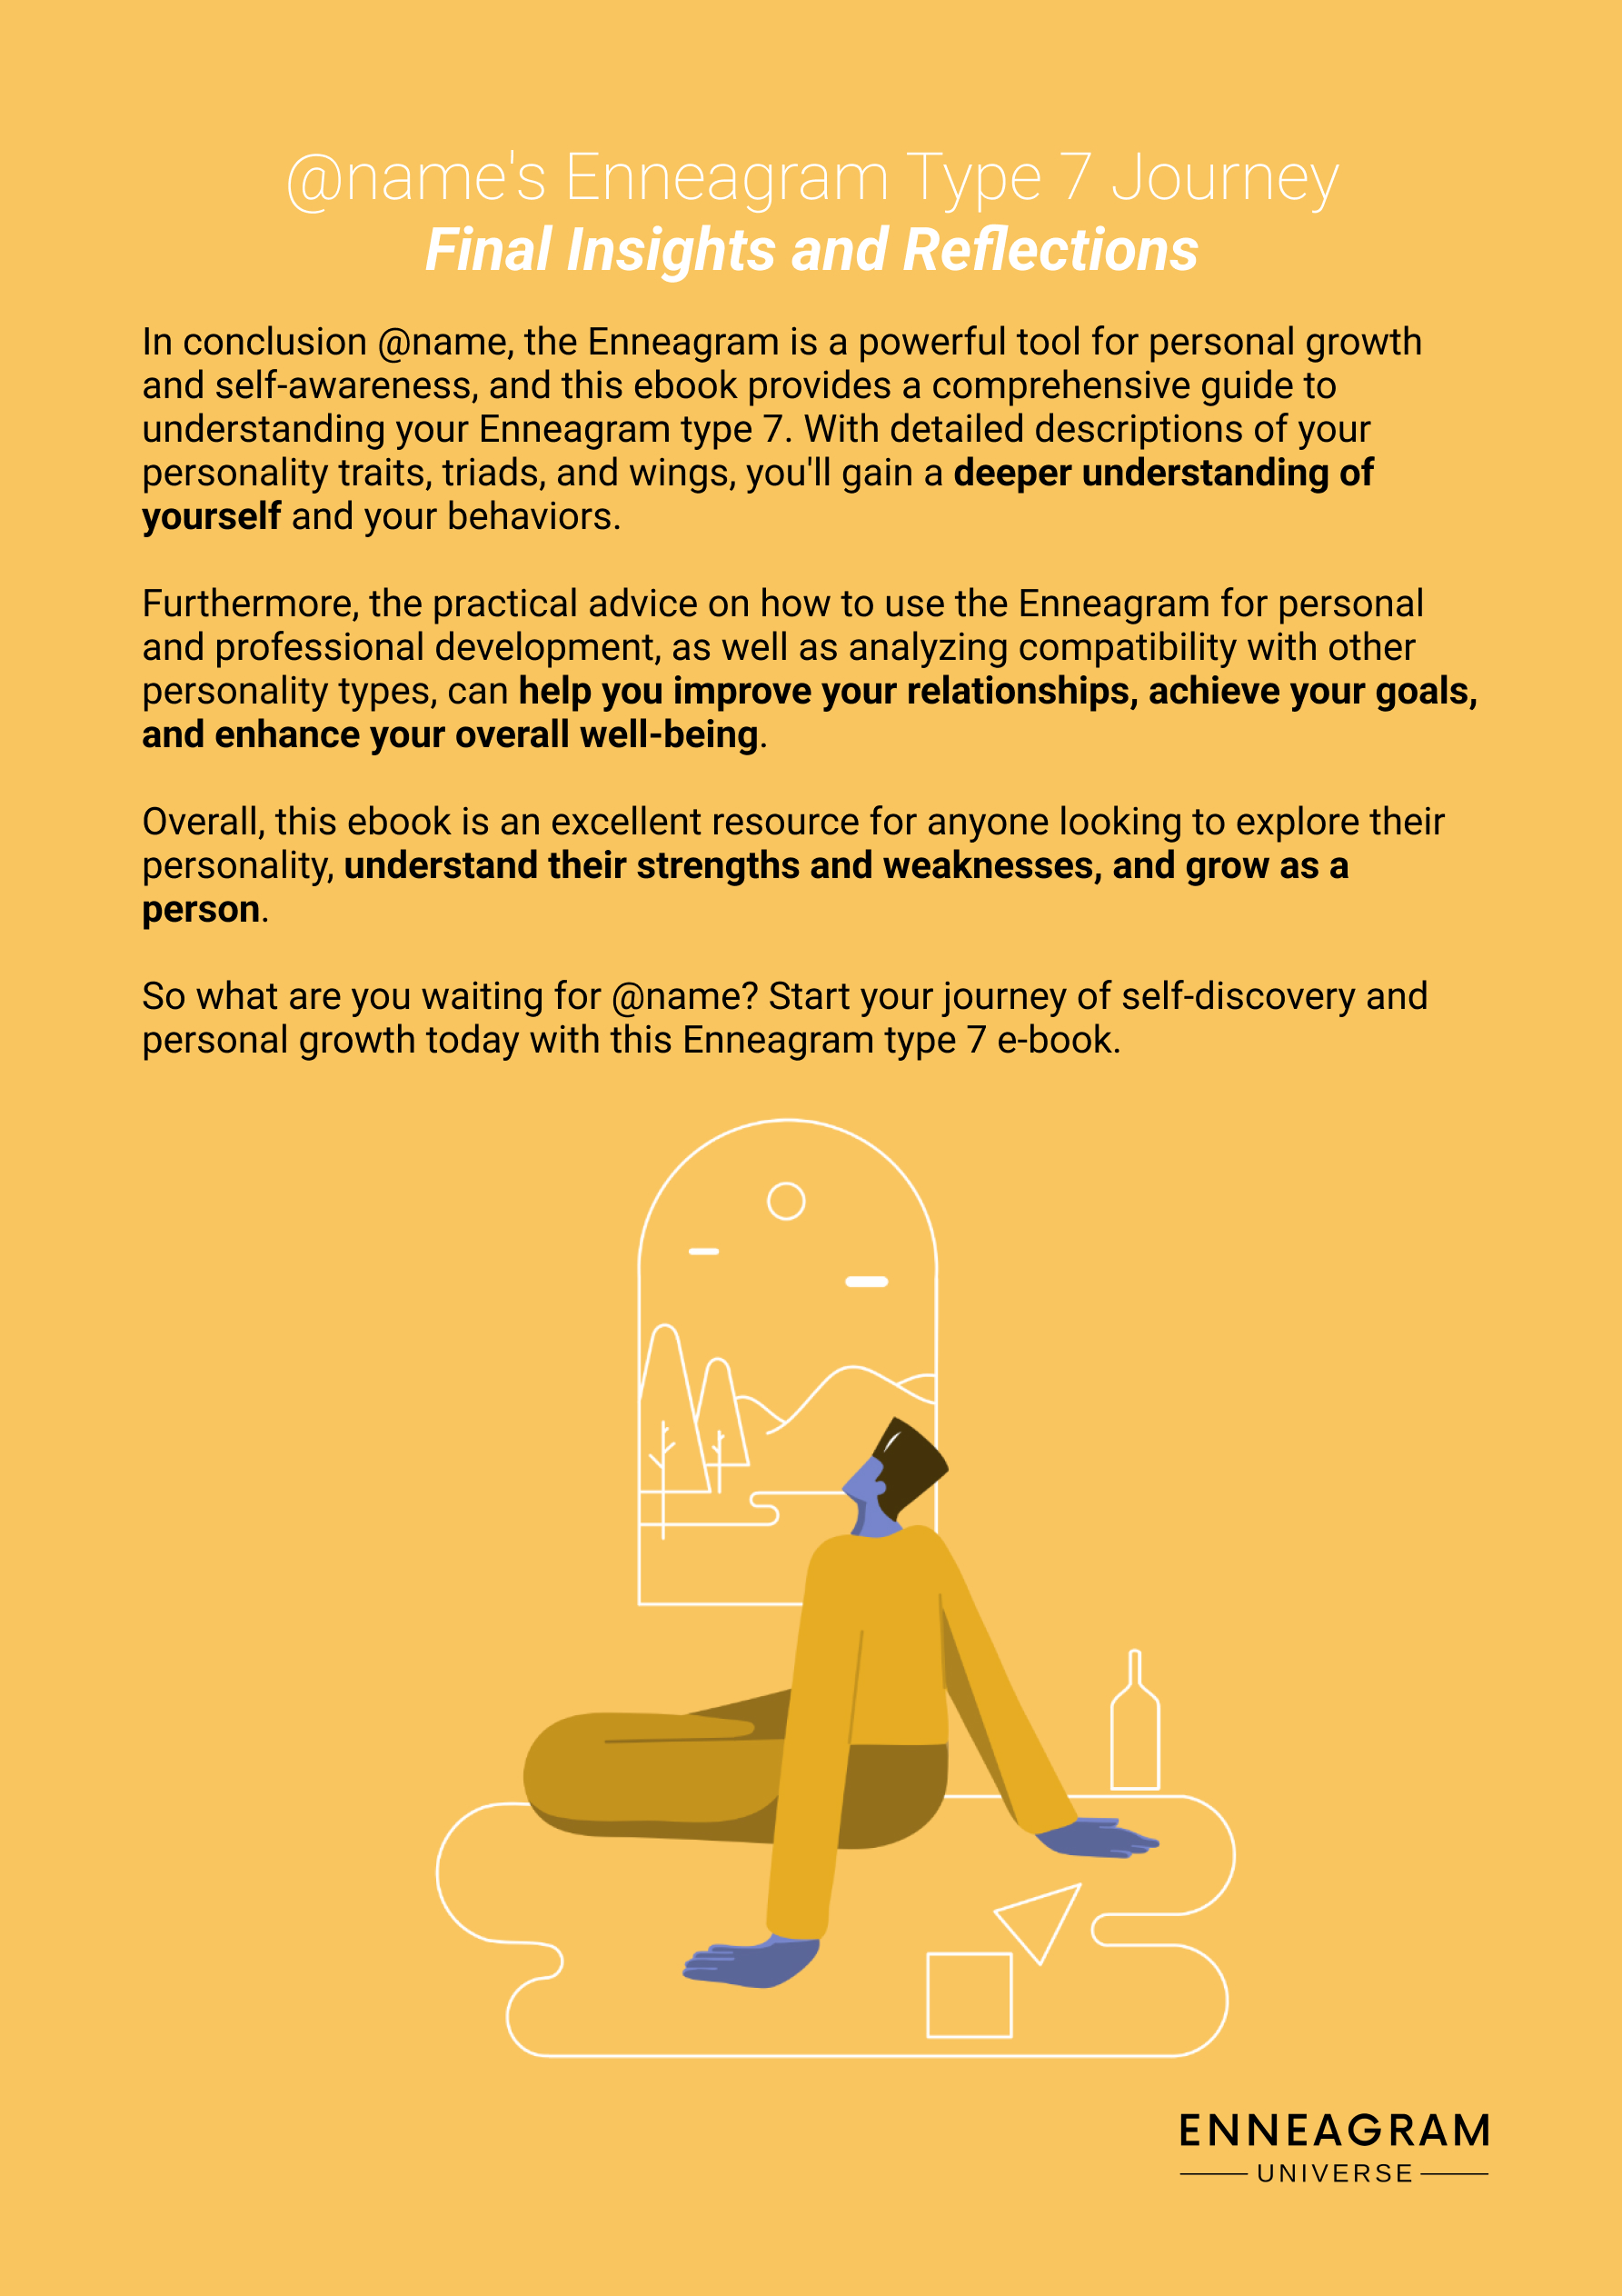 @name's Enneagram Type 7 Journey
Final Insights and Reflections
In conclusion @name, the Enneagram is a powerful tool for personal growth
and self-awareness, and this ebook provides a comprehensive guide to
understanding your Enneagram type 7. With detailed descriptions of your
personality traits, triads, and wings, you'll gain a deeper understanding of
yourself and your behaviors.
Furthermore, the practical advice on how to use the Enneagram for personal
and professional development, as well as analyzing compatibility with other
personality types, can help you improve your relationships, achieve your goals,
and enhance your overall well-being.
Overall, this ebook is an excellent resource for anyone looking to explore their
personality, understand their strengths and weaknesses, and grow as a
person.
So what are you waiting for @name? Start your journey of self-discovery and
personal growth today with this Enneagram type 7 e-book.
ENNEAGRAM
UNIVERSE